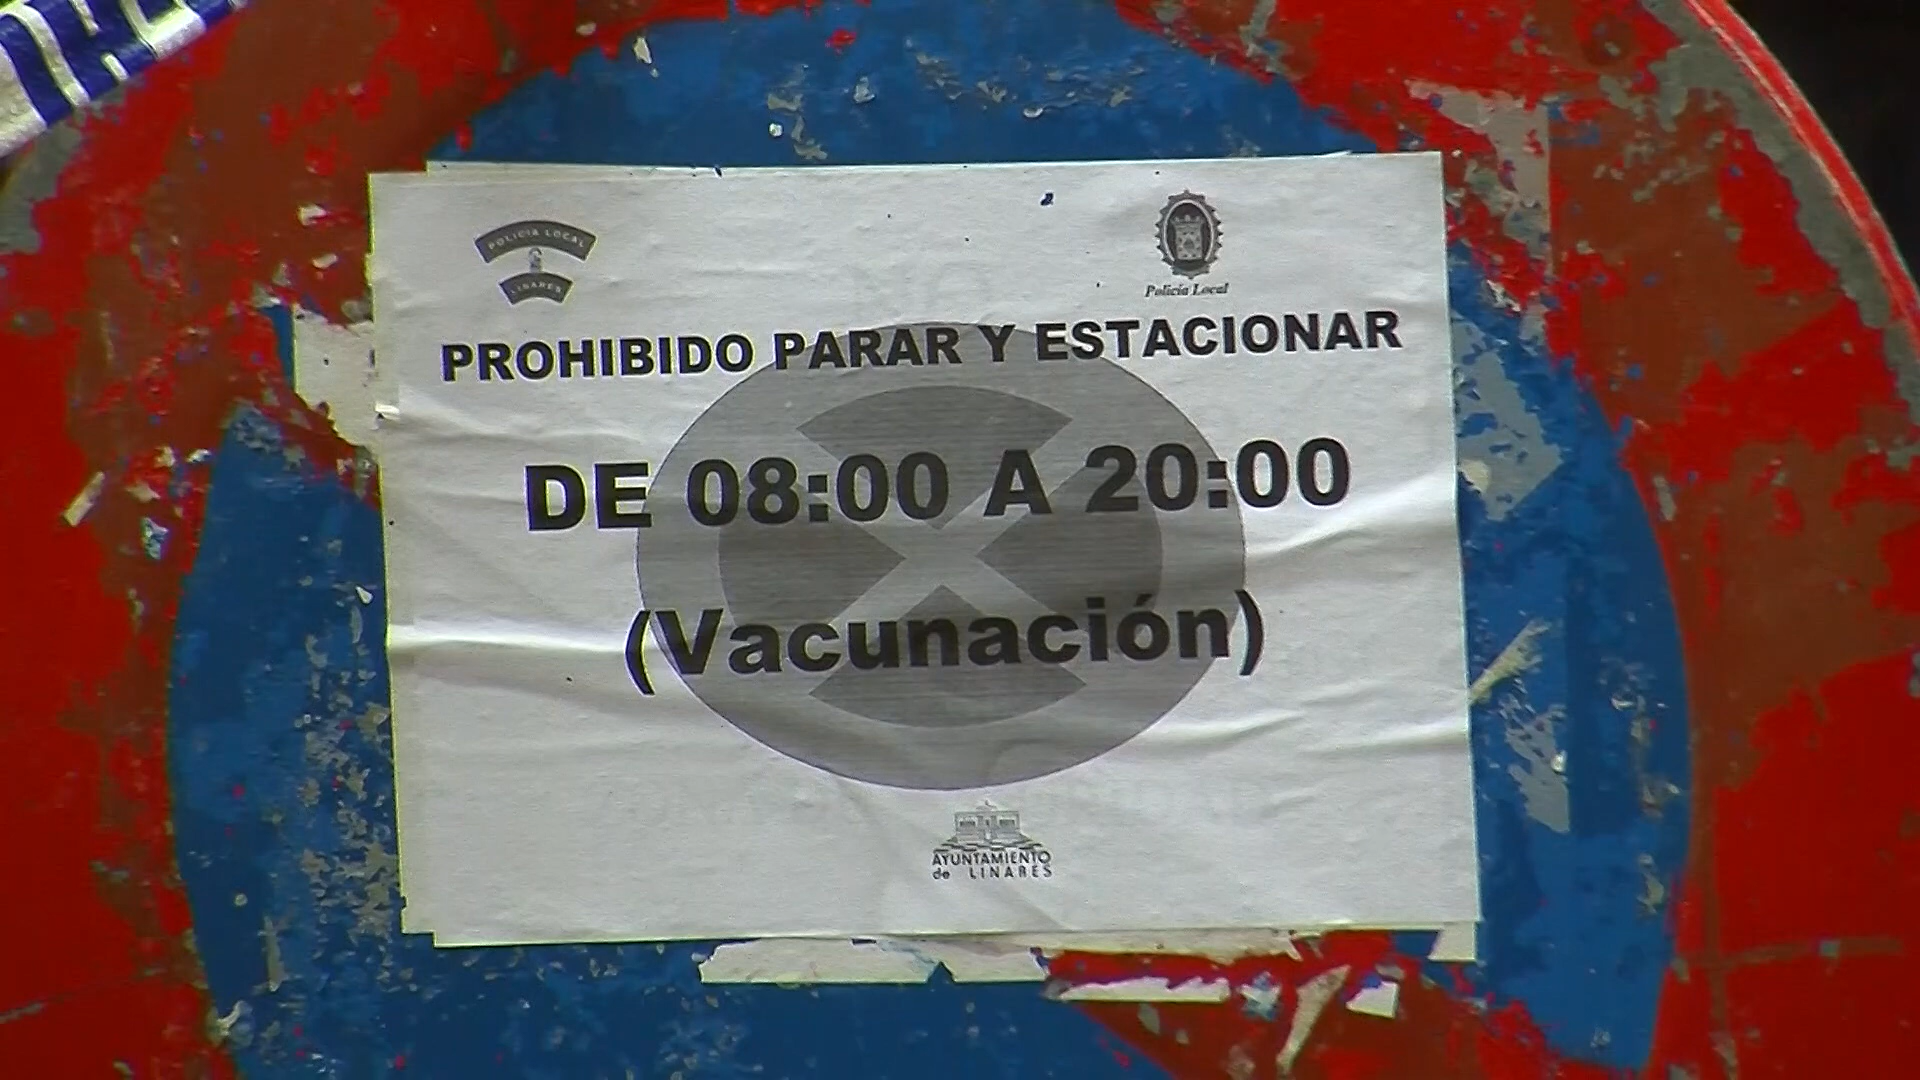 POLICIA LOCAL
LINARES
Policía Local
PROHIBIDO PARAR Y ESTACIONAR
DE 08:00 A 20:00
(Vacunación)
AYUNTAMIENTO
de LINARES